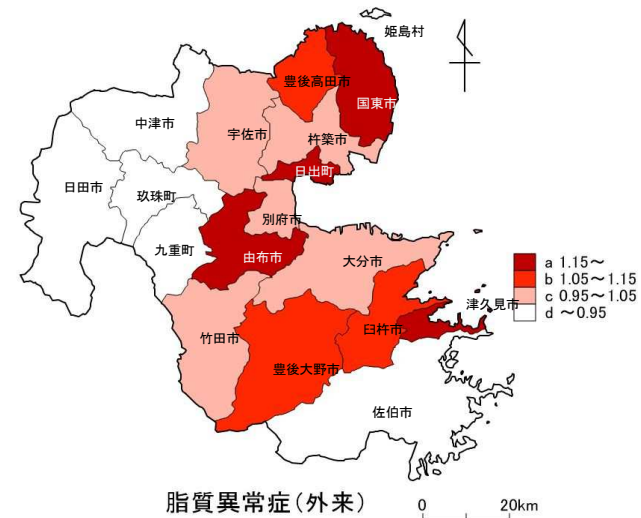 姫島村
豊後高田市
国東市
中津市
宇佐市
杵築市
日出町
日田市
玖珠町
別府市
九重町
由布市
大分市
a 1.15～
b 1.05～1.15
c 0.95～1.05
d ～0.95
津久見市
臼杵市
竹田市
豊後大野市
佐伯市
脂質異常症(外来)
0 20km